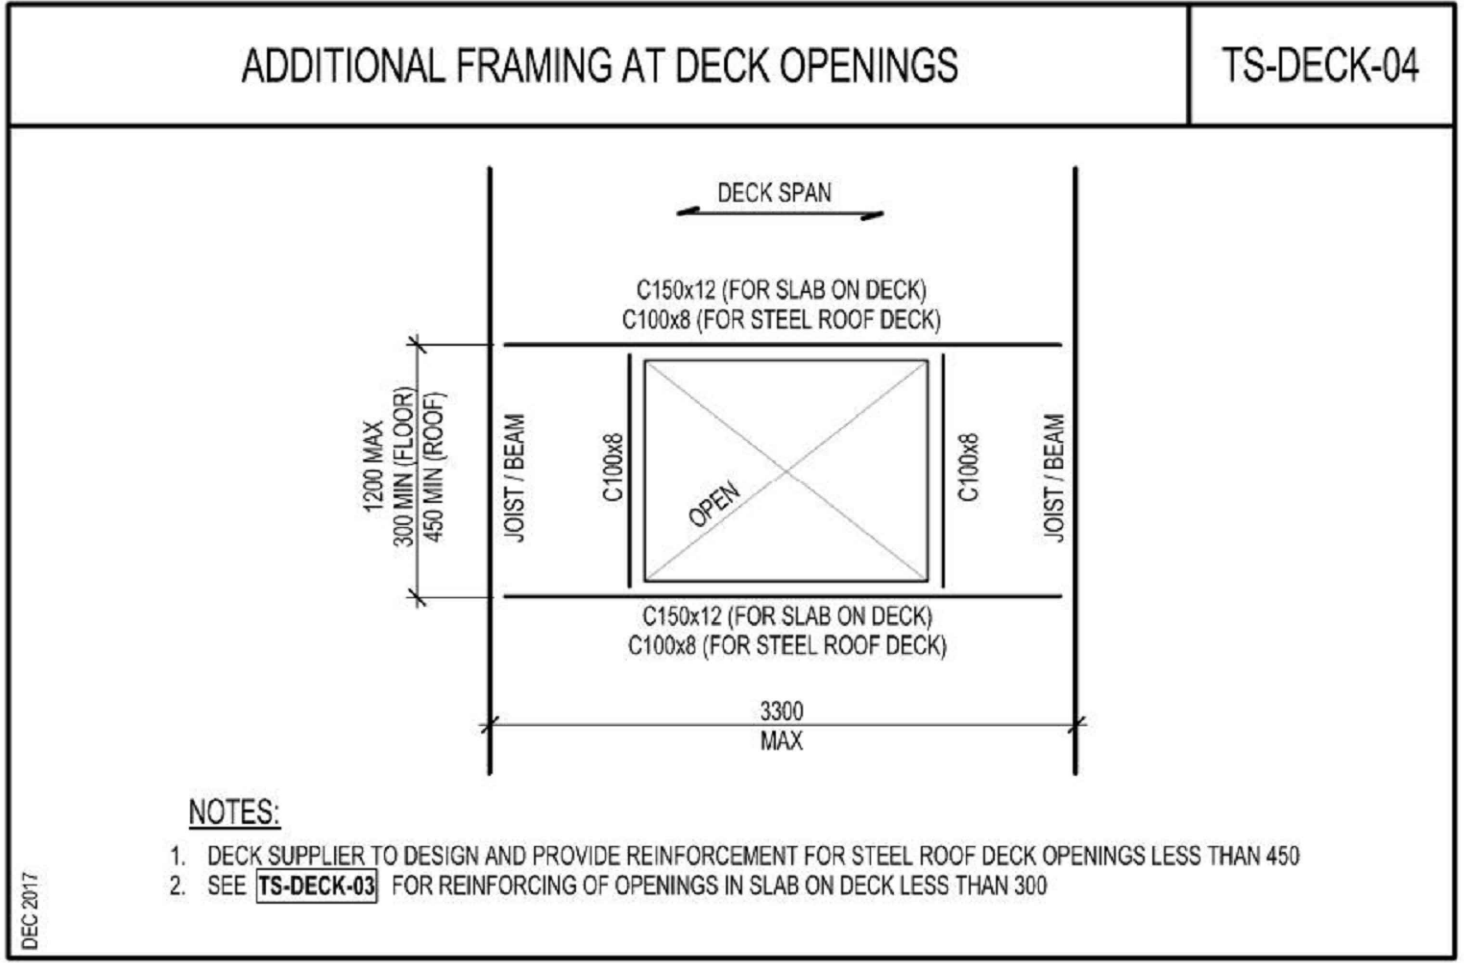 ADDITIONAL FRAMING AT DECK OPENINGS
TS-DECK-04
DECK SPAN
C150x12 (FOR SLAB ON DECK)
C100x8 (FOR STEEL ROOF DECK)
1200 MAX
300 MIN (FLOOR)
450 MIN (ROOF)
JOIST / BEAM
C100x8
OPEN
C100x8
JOIST / BEAM
C150x12 (FOR SLAB ON DECK)
C100x8 (FOR STEEL ROOF DECK)
3300
MAX
NOTES:
1. DECK SUPPLIER TO DESIGN AND PROVIDE REINFORCEMENT FOR STEEL ROOF DECK OPENINGS LESS THAN 450
2. SEE TS-DECK-03 FOR REINFORCING OF OPENINGS IN SLAB ON DECK LESS THAN 300
DEC 2017